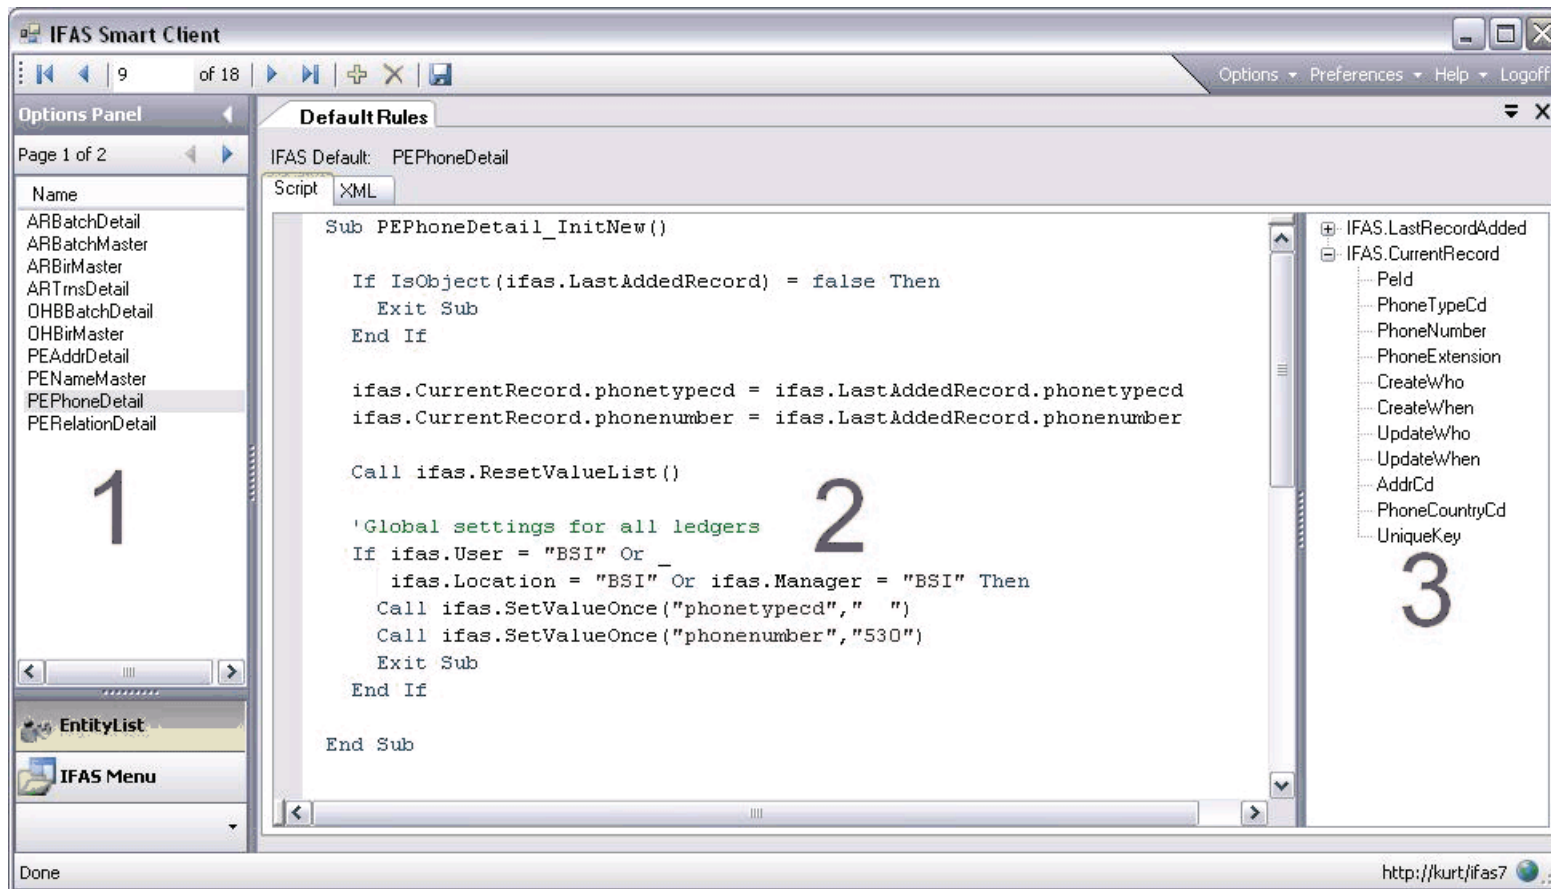 IFAS Smart Client
9 of 18
Options Preferences Help Logoff
Options Panel
Page 1 of 2
Name
ARBatchDetail
ARBatchMaster
ARBirMaster
ARTrnsDetail
OHBBatchDetail
OHBirMaster
PEAddrDetail
PENameMaster
PEPhoneDetail
PERelationDetail
1
EntityList
IFAS Menu
DefaultRules
IFAS Default: PEPhoneDetail
Script XML
Sub PEPhoneDetail_InitNew()
If IsObject(ifas.LastAddedRecord) = false Then
Exit Sub
End If
ifas.CurrentRecord.phonetypecd = ifas.LastAddedRecord.phonetypecd
ifas.CurrentRecord.phonenumber = ifas.LastAddedRecord.phonenumber
Call ifas.ResetValueList()
'Global settings for all ledgers
If ifas.User = "BSI" Or _
ifas.Location = "BSI" Or ifas.Manager = "BSI" Then
Call ifas.SetValueOnce("phonetypecd","  ")
Call ifas.SetValueOnce("phonenumber","530")
Exit Sub
End If
End Sub
2
IFAS.LastRecordAdded
IFAS.CurrentRecord
PeId
PhoneTypeCd
PhoneNumber
PhoneExtension
CreateWho
CreateWhen
UpdateWho
UpdateWhen
AddrCd
PhoneCountryCd
UniqueKey
3
Done
http://kurt/ifas7